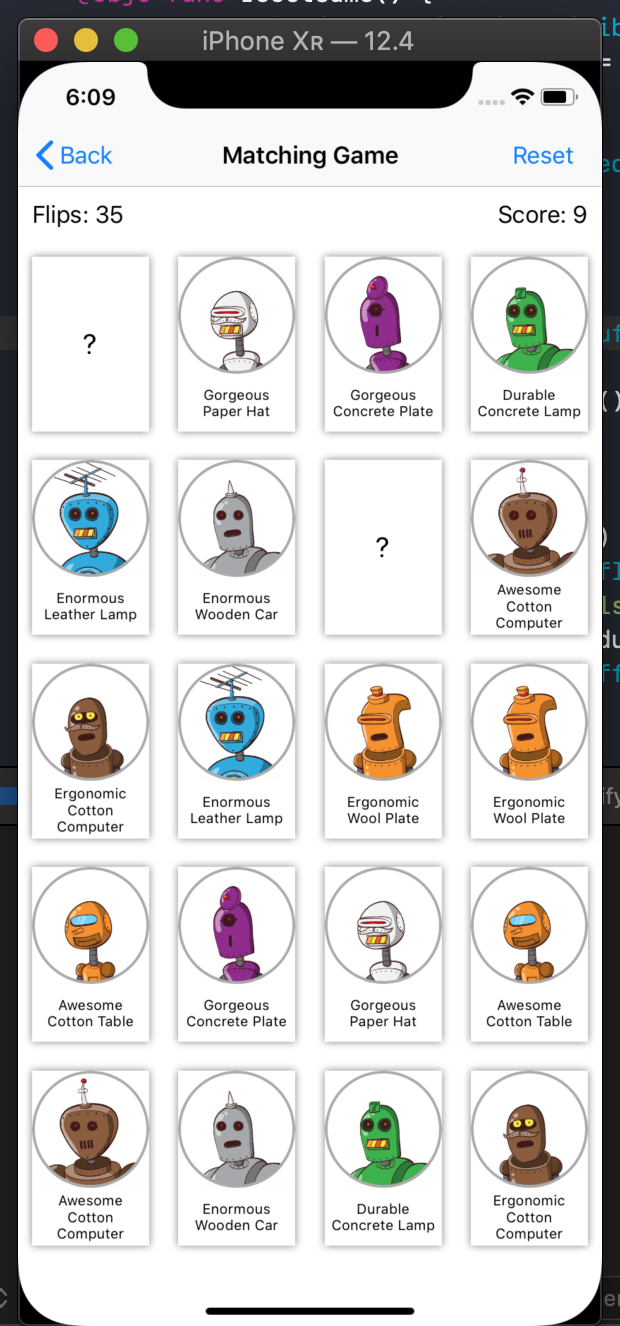 @objc func resetGame() {
iPhone XR — 12.4
6:09
Back
Matching Game
Reset
Flips: 35
Score: 9
?
Gorgeous
Paper Hat
Gorgeous
Concrete Plate
Durable
Concrete Lamp
Enormous
Leather Lamp
Enormous
Wooden Car
?
Awesome
Cotton
Computer
Ergonomic
Cotton
Computer
Enormous
Leather Lamp
Ergonomic
Wool Plate
Ergonomic
Wool Plate
Awesome
Cotton Table
Gorgeous
Concrete Plate
Gorgeous
Paper Hat
Awesome
Cotton Table
Awesome
Cotton
Computer
Enormous
Wooden Car
Durable
Concrete Lamp
Ergonomic
Cotton
Computer